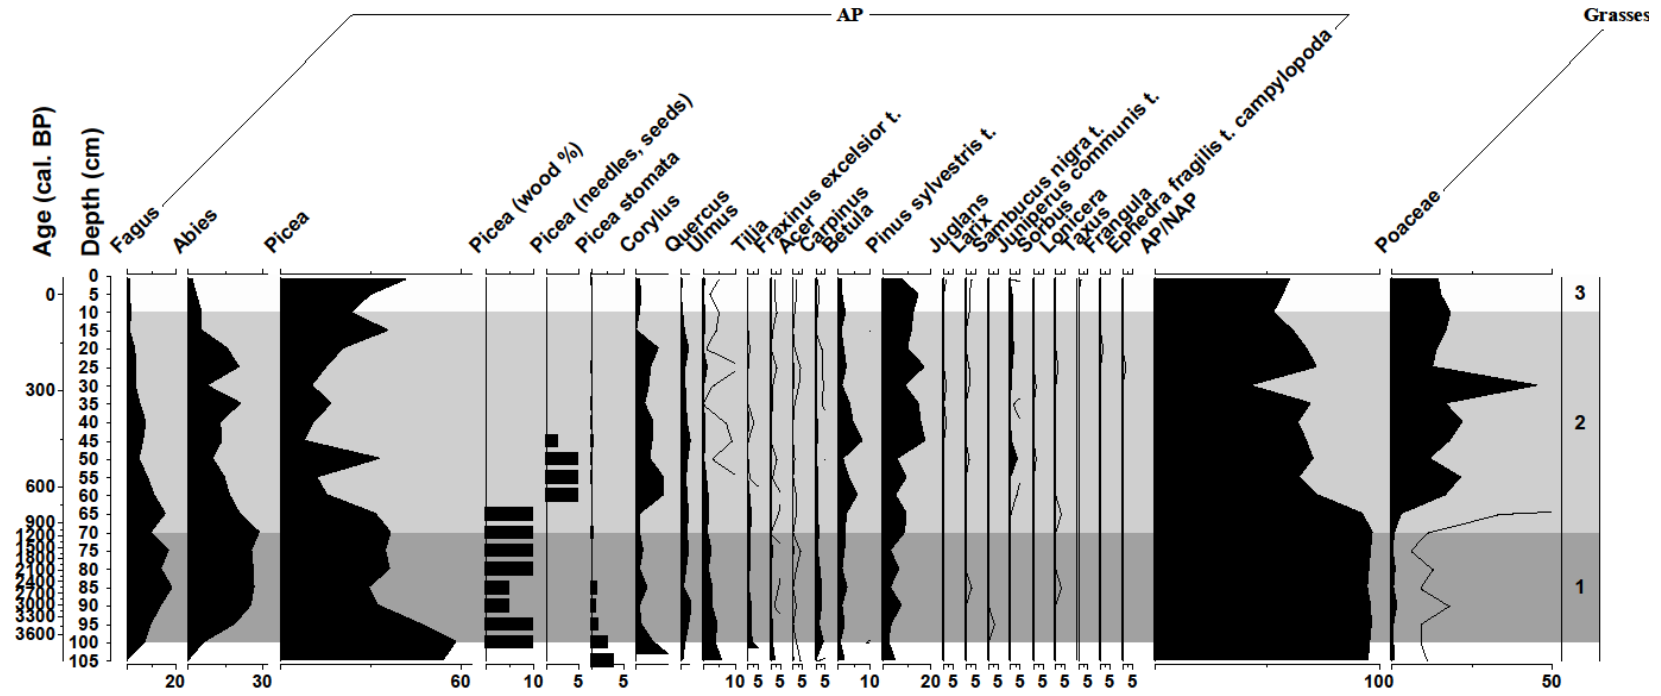 AP
Grasses
Age (cal. BP)
Depth (cm)
Fagus
Abies
Picea
Picea (wood %)
Picea (needles, seeds)
Picea stomata
Corylus
Quercus
Ulmus
Tilia
Fraxinus excelsior t.
Acer
Carpinus
Betula
Pinus sylvestris t.
Juglans
Larix
Sambucus nigra t.
Juniperus communis t.
Sorbus
Lonicera
Taxus
Frangula
Ephedra fragilis t. campylopoda
AP/NAP
Poaceae
0
0 5 3
10
15
20
25
300 30
35
40 2
45
50
55
600 60
65
900 70
1200 75
1500 80
1800 85 1
2100 90
2400 95
2700 100
3000 105
3300
3600
20 30 60 10 5 5 10 5 5 5 5 10 20 5 5 5 5 5 5 5 5 5 100 50